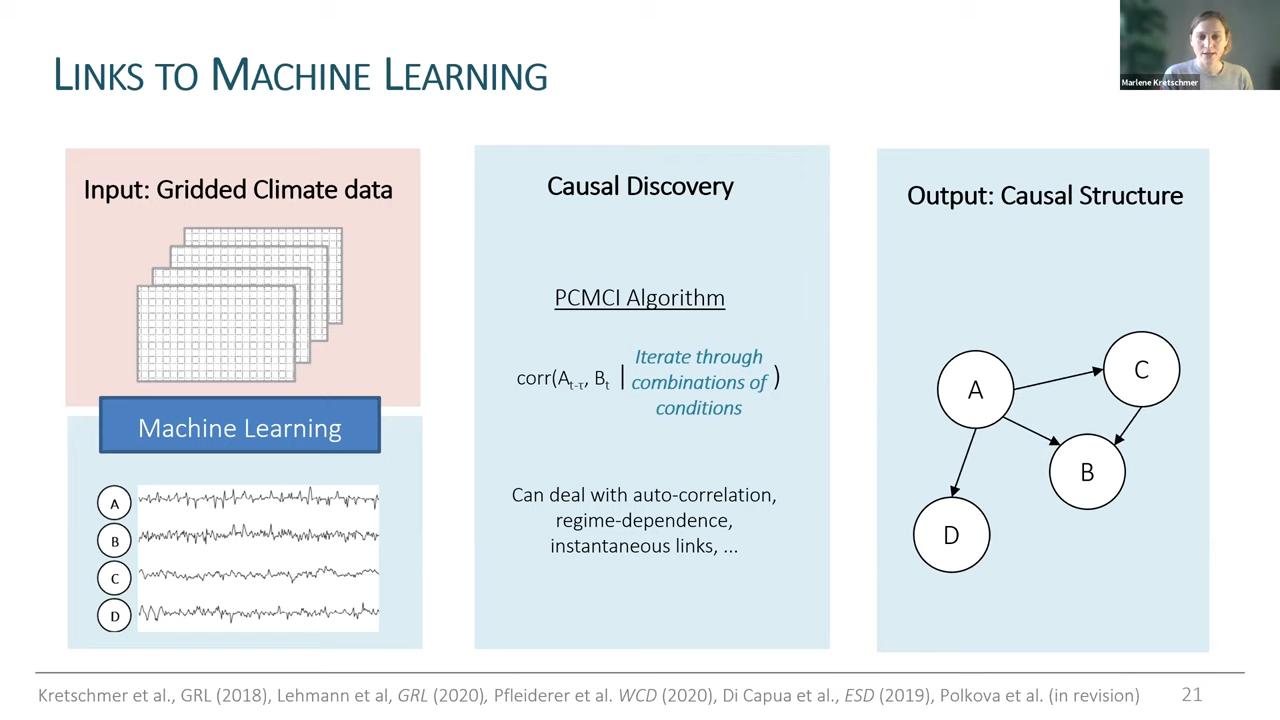 LINKS TO MACHINE LEARNING
Marlene Kretschmer
Input: Gridded Climate data
Machine Learning
A
B
C
D
Causal Discovery
PCMCI Algorithm
corr(At-τ, Bt | Iterate through
combinations of )
conditions
Can deal with auto-correlation,
regime-dependence,
instantaneous links, ...
Output: Causal Structure
A
C
B
D
Kretschmer et al., GRL (2018), Lehmann et al, GRL (2020), Pfleiderer et al. WCD (2020), Di Capua et al., ESD (2019), Polkova et al. (in revision)
21